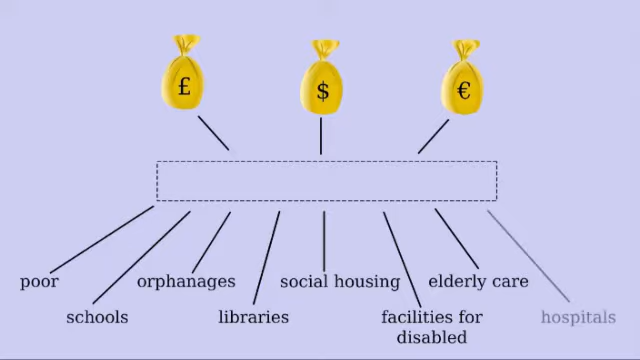 £ $ €
poor orphanages social housing elderly care
schools libraries facilities for hospitals
disabled